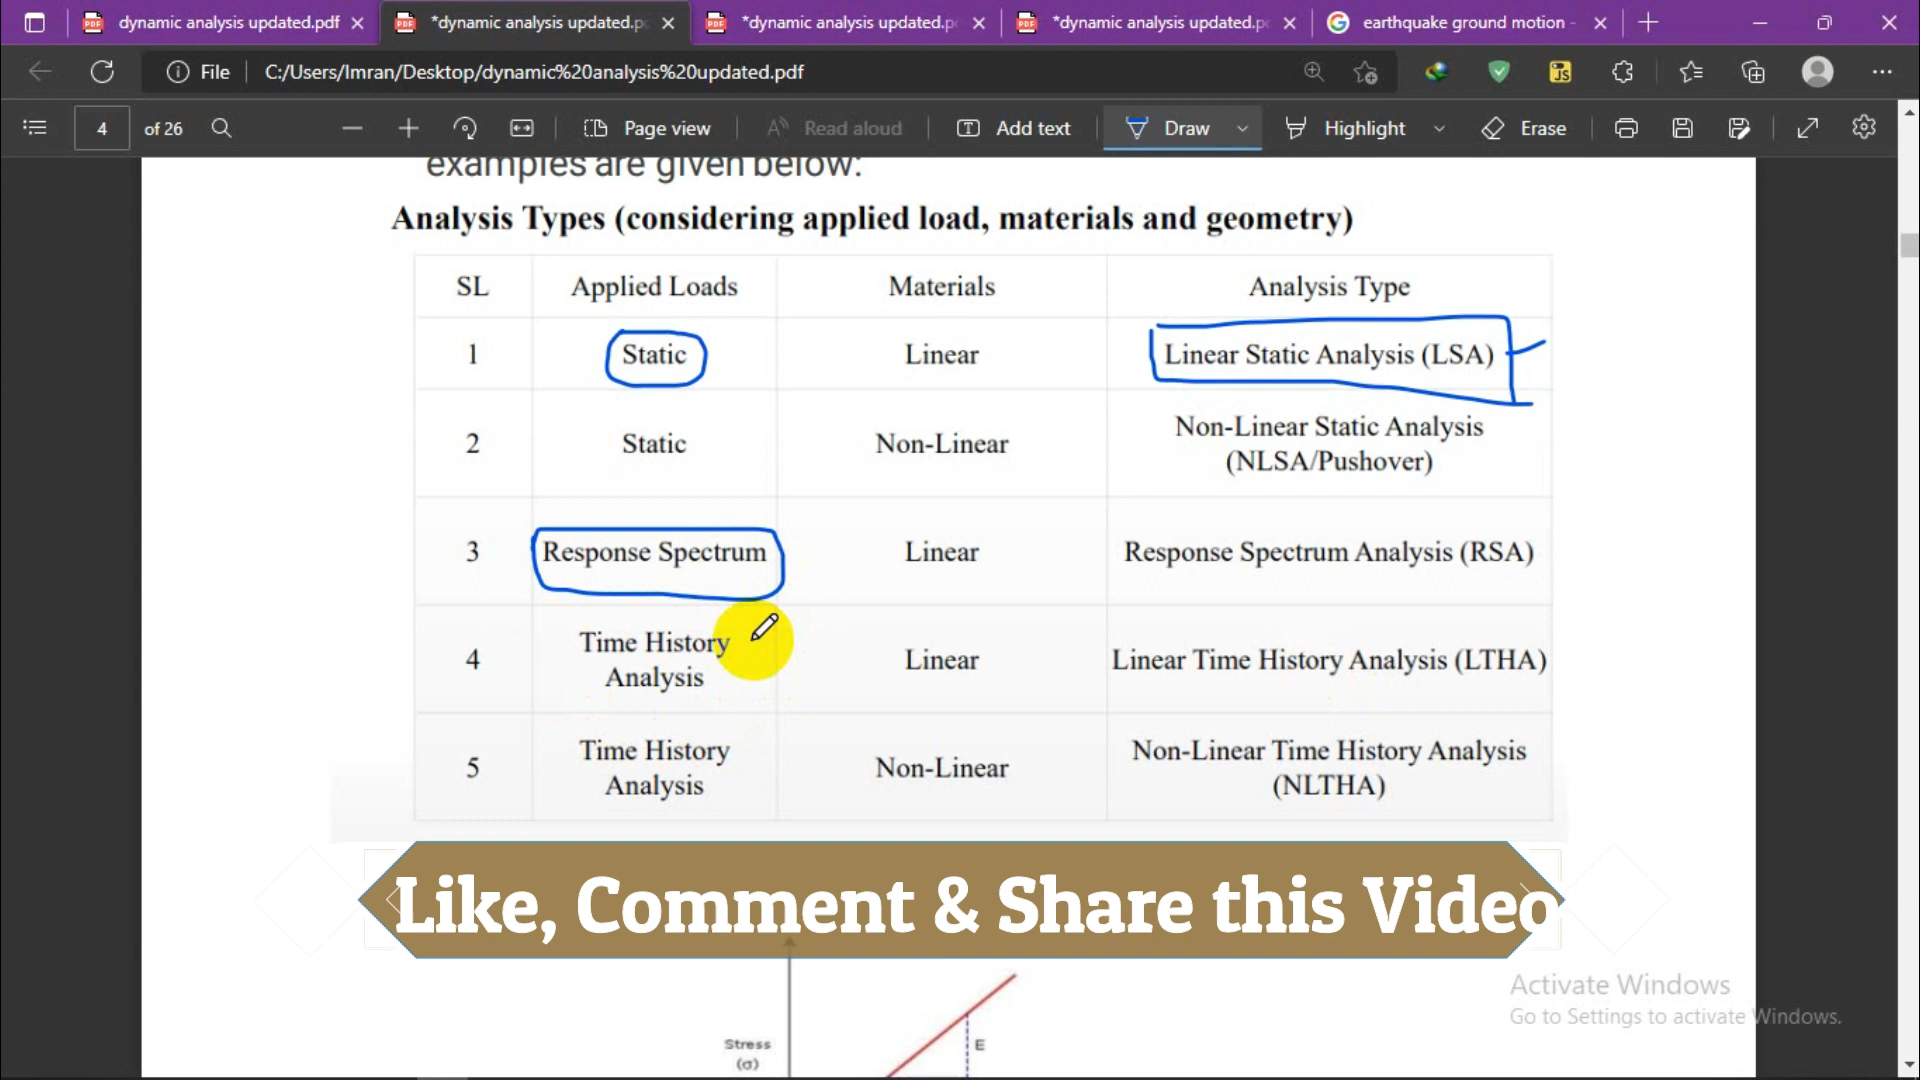 dynamic analysis updated.pdf
*dynamic analysis updated.p
*dynamic analysis updated.p
*dynamic analysis updated.p
earthquake ground motion -
File
C:/Users/Imran/Desktop/dynamic%20analysis%20updated.pdf
4 of 26
Page view
Read aloud
Add text
Draw
Highlight
Erase
examples are given below:
Analysis Types (considering applied load, materials and geometry)
SL Applied Loads Materials Analysis Type
1 Static Linear Linear Static Analysis (LSA)
2 Static Non-Linear Non-Linear Static Analysis
(NLSA/Pushover)
3 Response Spectrum Linear Response Spectrum Analysis (RSA)
4 Time History
Analysis Linear Linear Time History Analysis (LTHA)
5 Time History
Analysis Non-Linear Non-Linear Time History Analysis
(NLTHA)
Like, Comment & Share this Video
Stress
(σ)
E
Activate Windows
Go to Settings to activate Windows.